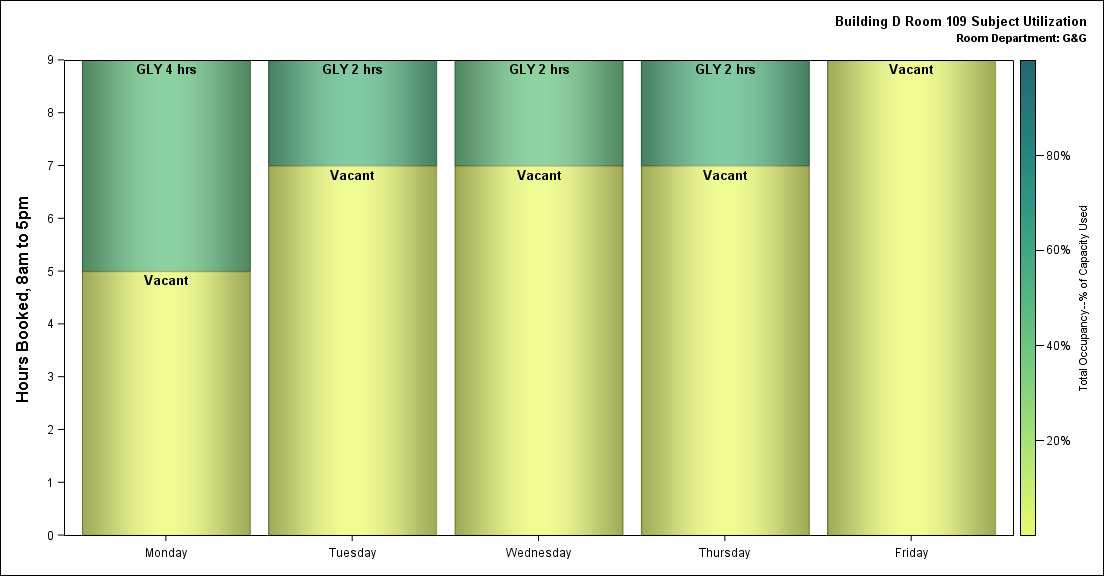 Building D Room 109 Subject Utilization
Room Department: G&G
Hours Booked, 8am to 5pm
9
8
7
6
5
4
3
2
1
0
GLY 4 hrs
Vacant
GLY 2 hrs
Vacant
GLY 2 hrs
Vacant
GLY 2 hrs
Vacant
Vacant
Monday
Tuesday
Wednesday
Thursday
Friday
80%
60%
40%
20%
Total Occupancy--% of Capacity Used